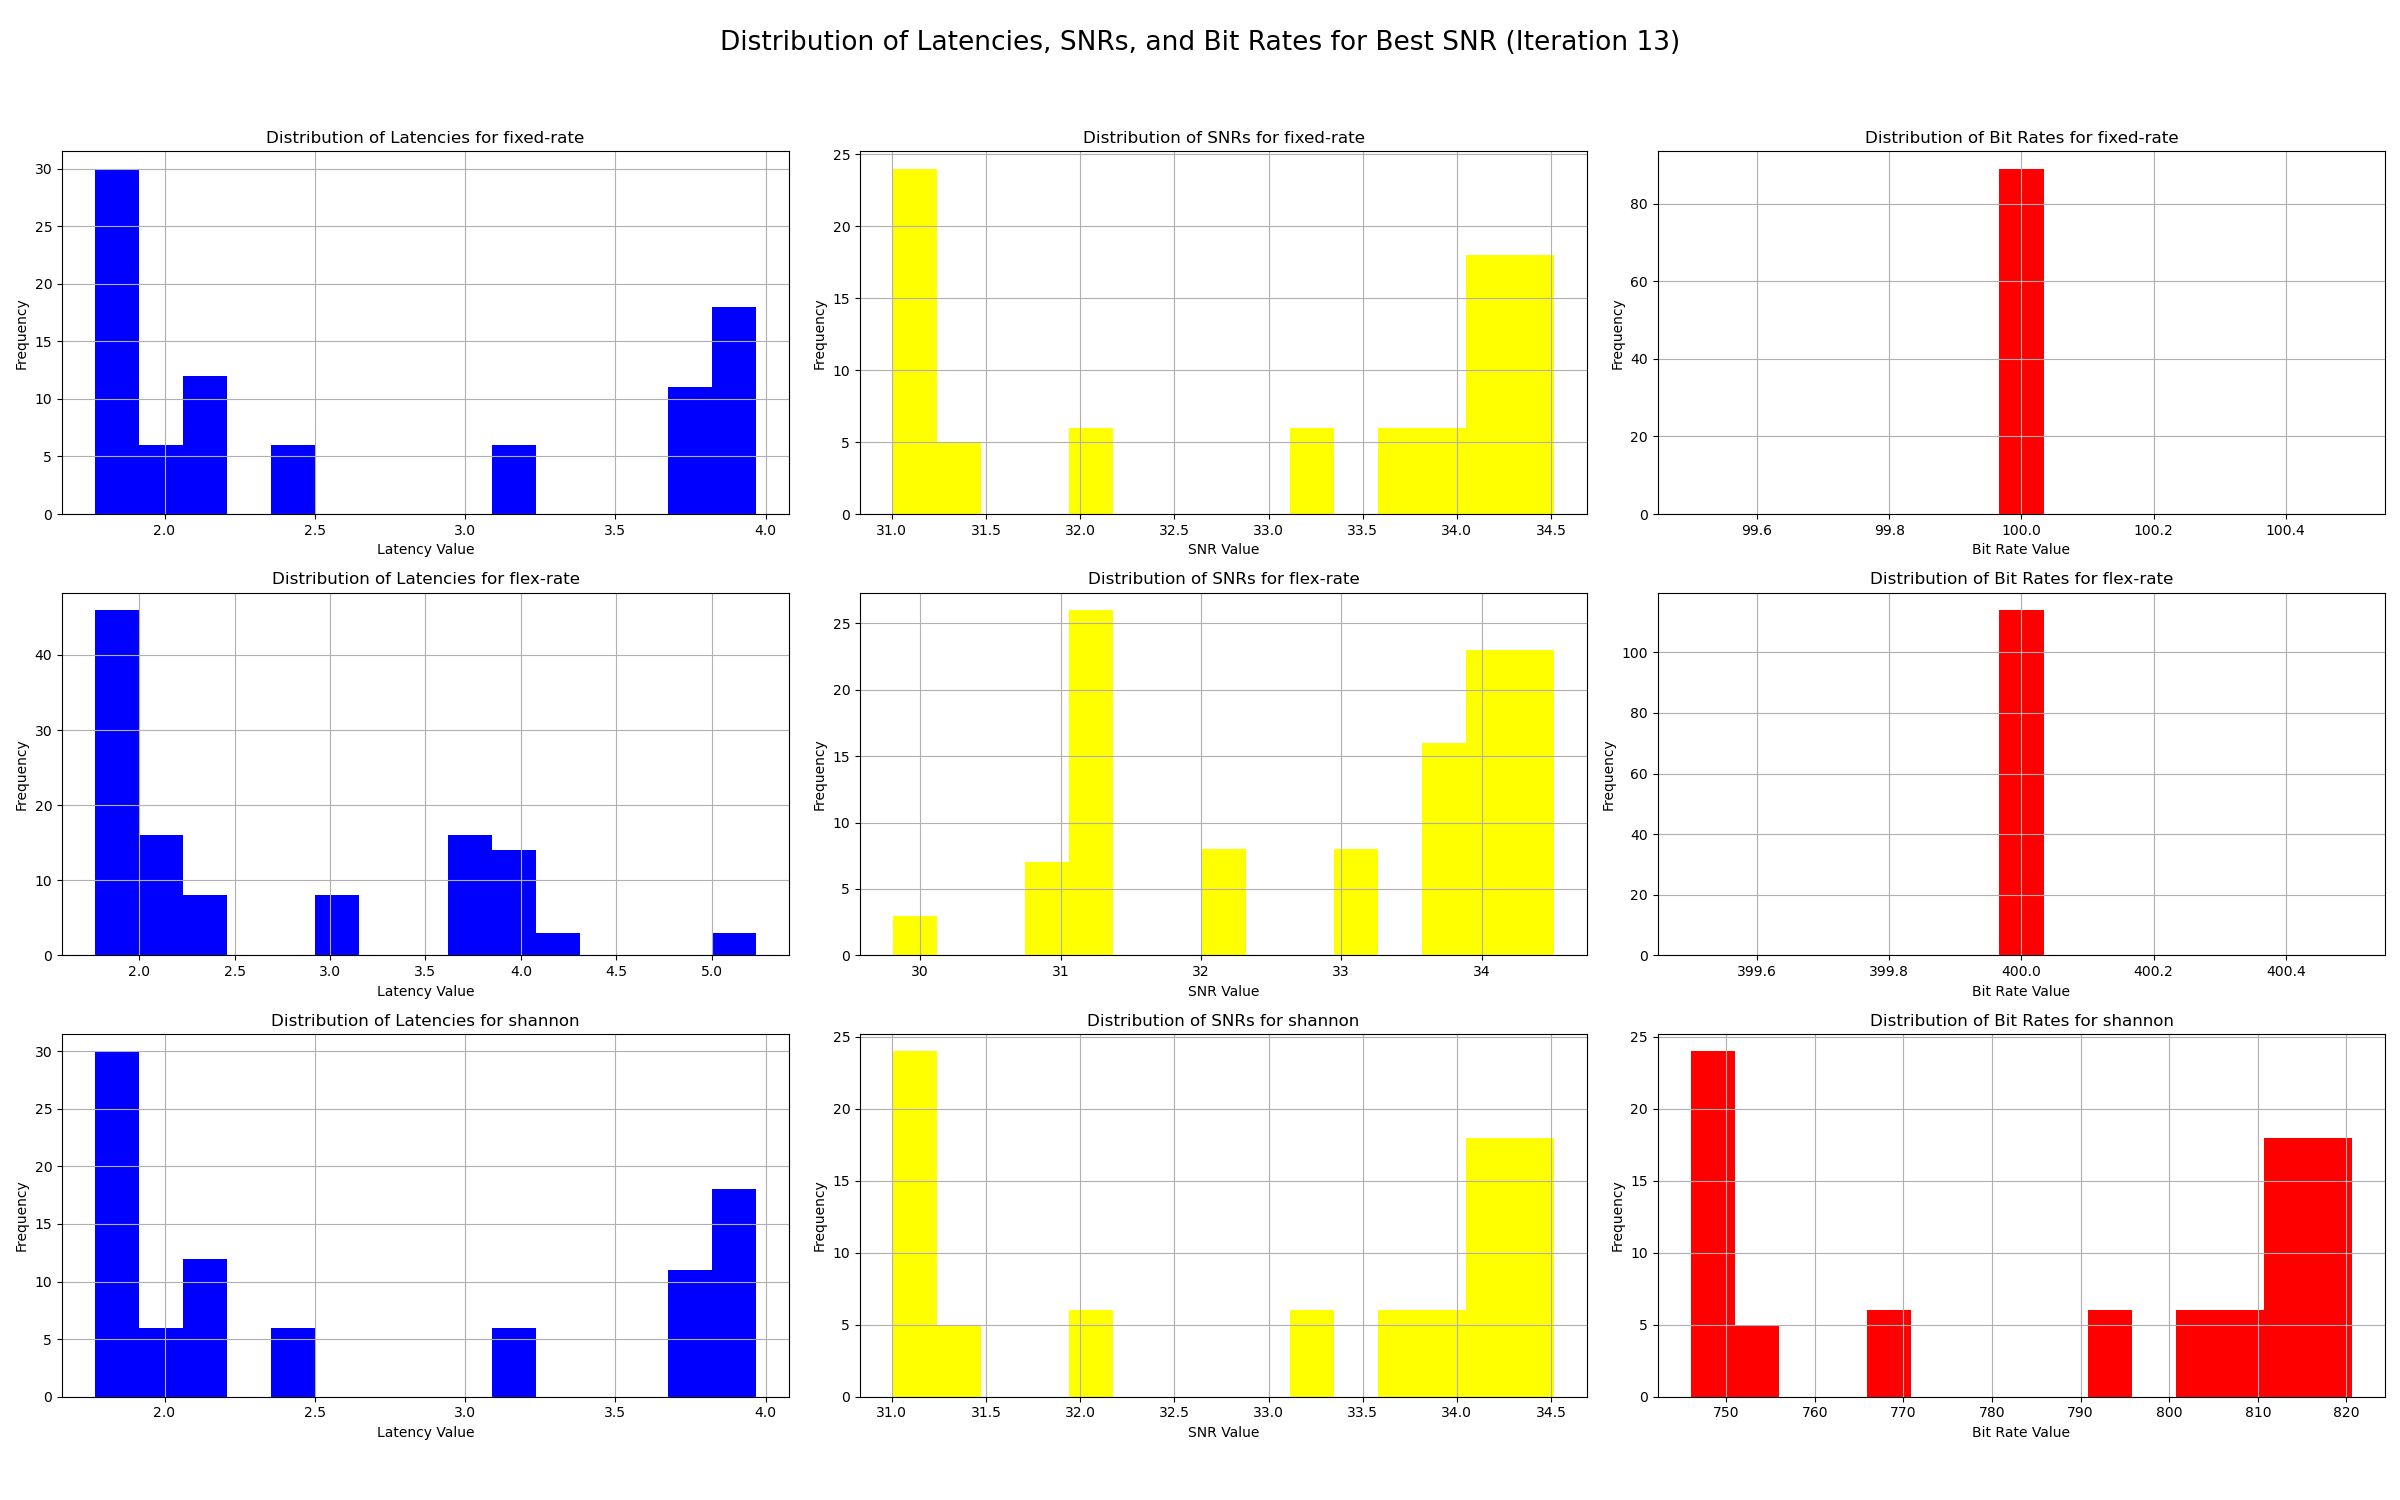 Distribution of Latencies, SNRs, and Bit Rates for Best SNR (Iteration 13)
Distribution of Latencies for fixed-rate
Frequency
30
25
20
15
10
5
0
2.0 2.5 3.0 3.5 4.0
Latency Value
Distribution of SNRs for fixed-rate
Frequency
25
20
15
10
5
0
31.0 31.5 32.0 32.5 33.0 33.5 34.0 34.5
SNR Value
Distribution of Bit Rates for fixed-rate
Frequency
80
60
40
20
0
99.6 99.8 100.0 100.2 100.4
Bit Rate Value
Distribution of Latencies for flex-rate
Frequency
40
30
20
10
0
2.0 2.5 3.0 3.5 4.0 4.5 5.0
Latency Value
Distribution of SNRs for flex-rate
Frequency
25
20
15
10
5
0
30 31 32 33 34
SNR Value
Distribution of Bit Rates for flex-rate
Frequency
100
80
60
40
20
0
399.6 399.8 400.0 400.2 400.4
Bit Rate Value
Distribution of Latencies for shannon
Frequency
30
25
20
15
10
5
0
2.0 2.5 3.0 3.5 4.0
Latency Value
Distribution of SNRs for shannon
Frequency
25
20
15
10
5
0
31.0 31.5 32.0 32.5 33.0 33.5 34.0 34.5
SNR Value
Distribution of Bit Rates for shannon
Frequency
25
20
15
10
5
0
750 760 770 780 790 800 810 820
Bit Rate Value